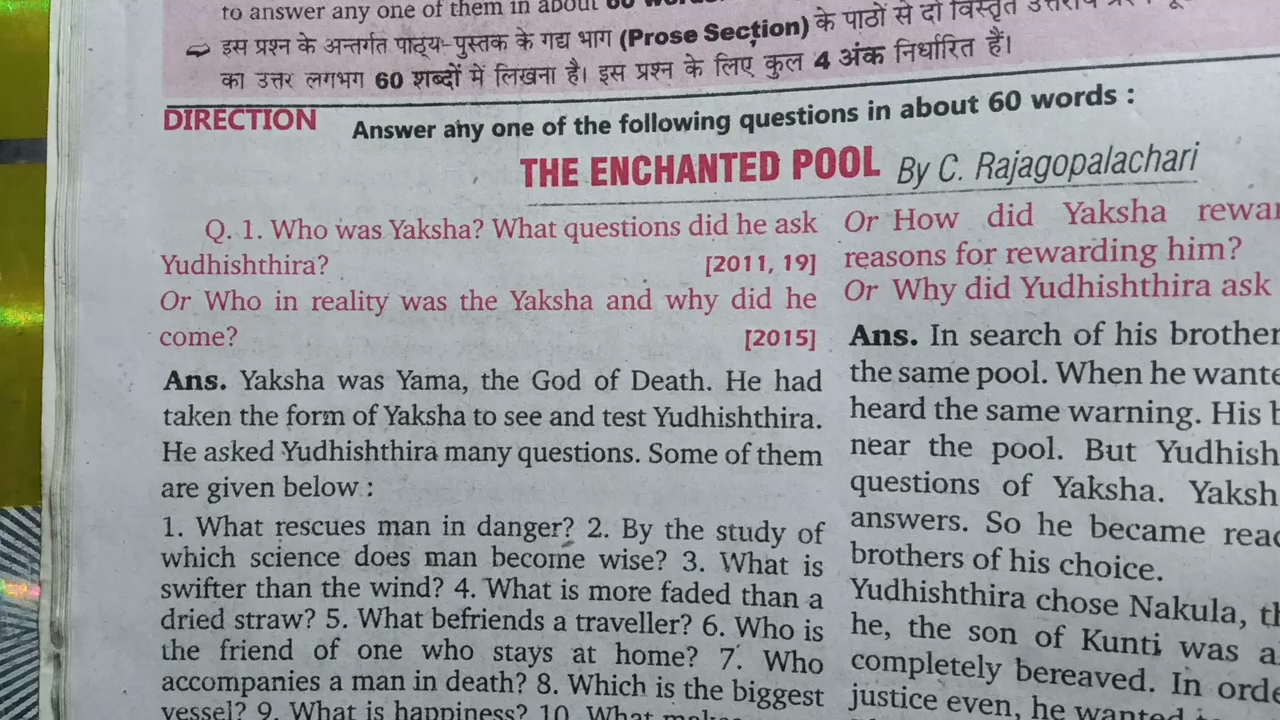 to answer any one of them in about 60
⇨ इस प्रश्न के अन्तर्गत पाठ्य-पुस्तक के गद्य भाग (Prose Section) के पाठों से दो विस्तृत
का उत्तर लगभग 60 शब्दों में लिखना है। इस प्रश्न के लिए कुल 4 अंक निर्धारित हैं।
DIRECTION Answer any one of the following questions in about 60 words :
THE ENCHANTED POOL By C. Rajagopalachari
Q. 1. Who was Yaksha? What questions did he ask
Yudhishthira? [2011, 19]
Or Who in reality was the Yaksha and why did he
come? [2015]
Ans. Yaksha was Yama, the God of Death. He had
taken the form of Yaksha to see and test Yudhishthira.
He asked Yudhishthira many questions. Some of them
are given below :
1. What rescues man in danger? 2. By the study of
which science does man become wise? 3. What is
swifter than the wind? 4. What is more faded than a
dried straw? 5. What befriends a traveller? 6. Who is
the friend of one who stays at home? 7. Who
accompanies a man in death? 8. Which is the biggest
vessel? 9. What is happiness? 10. What
Or How did Yaksha
reasons for rewarding him?
Or Why did Yudhishthira ask
Ans. In search of his
the same pool. When he
heard the same warning. His
near the pool. But
questions of Yaksha.
answers. So he became
brothers of his choice.
Yudhishthira chose Nakula,
he, the son of Kunti was
completely bereaved. In
justice even, he wanted